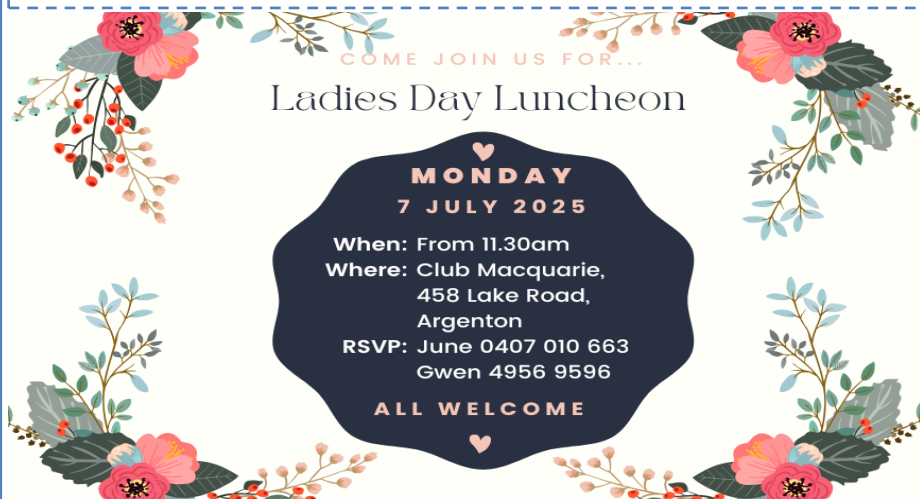 COME JOIN US FOR...
Ladies Day Luncheon
MONDAY
7 JULY 2025
When: From 11.30am
Where: Club Macquarie,
458 Lake Road,
Argenton
RSVP: June 0407 010 663
Gwen 4956 9596
ALL WELCOME